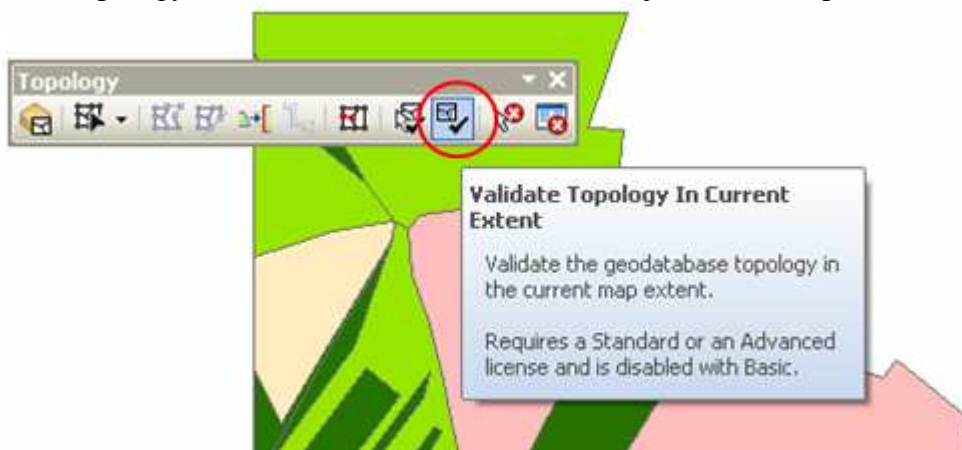 Topology
Validate Topology In Current
Extent
Validate the geodatabase topology in
the current map extent.
Requires a Standard or an Advanced
license and is disabled with Basic.